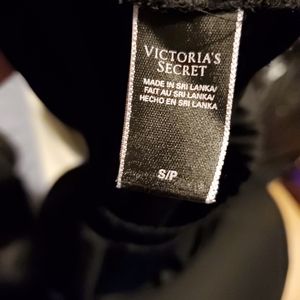 VICTORIA'S
SECRET
MADE IN SRI LANKA/
FAIT AU SRI LANKA/
HECHO EN SRI LANKA
S/P